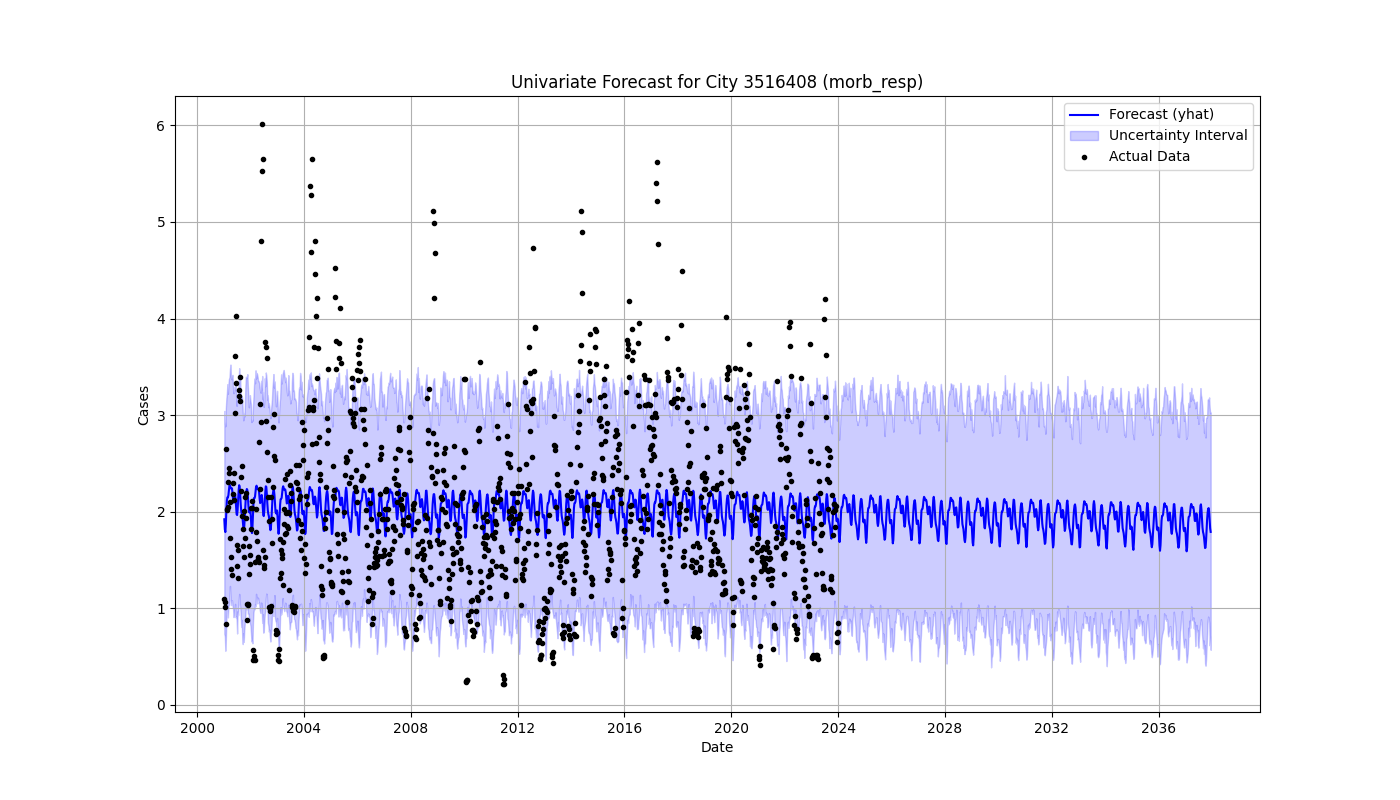 Univariate Forecast for City 3516408 (morb_resp)
Forecast (yhat)
Uncertainty Interval
Actual Data
Cases
6
5
4
3
2
1
0
2000 2004 2008 2012 2016 2020 2024 2028 2032 2036
Date